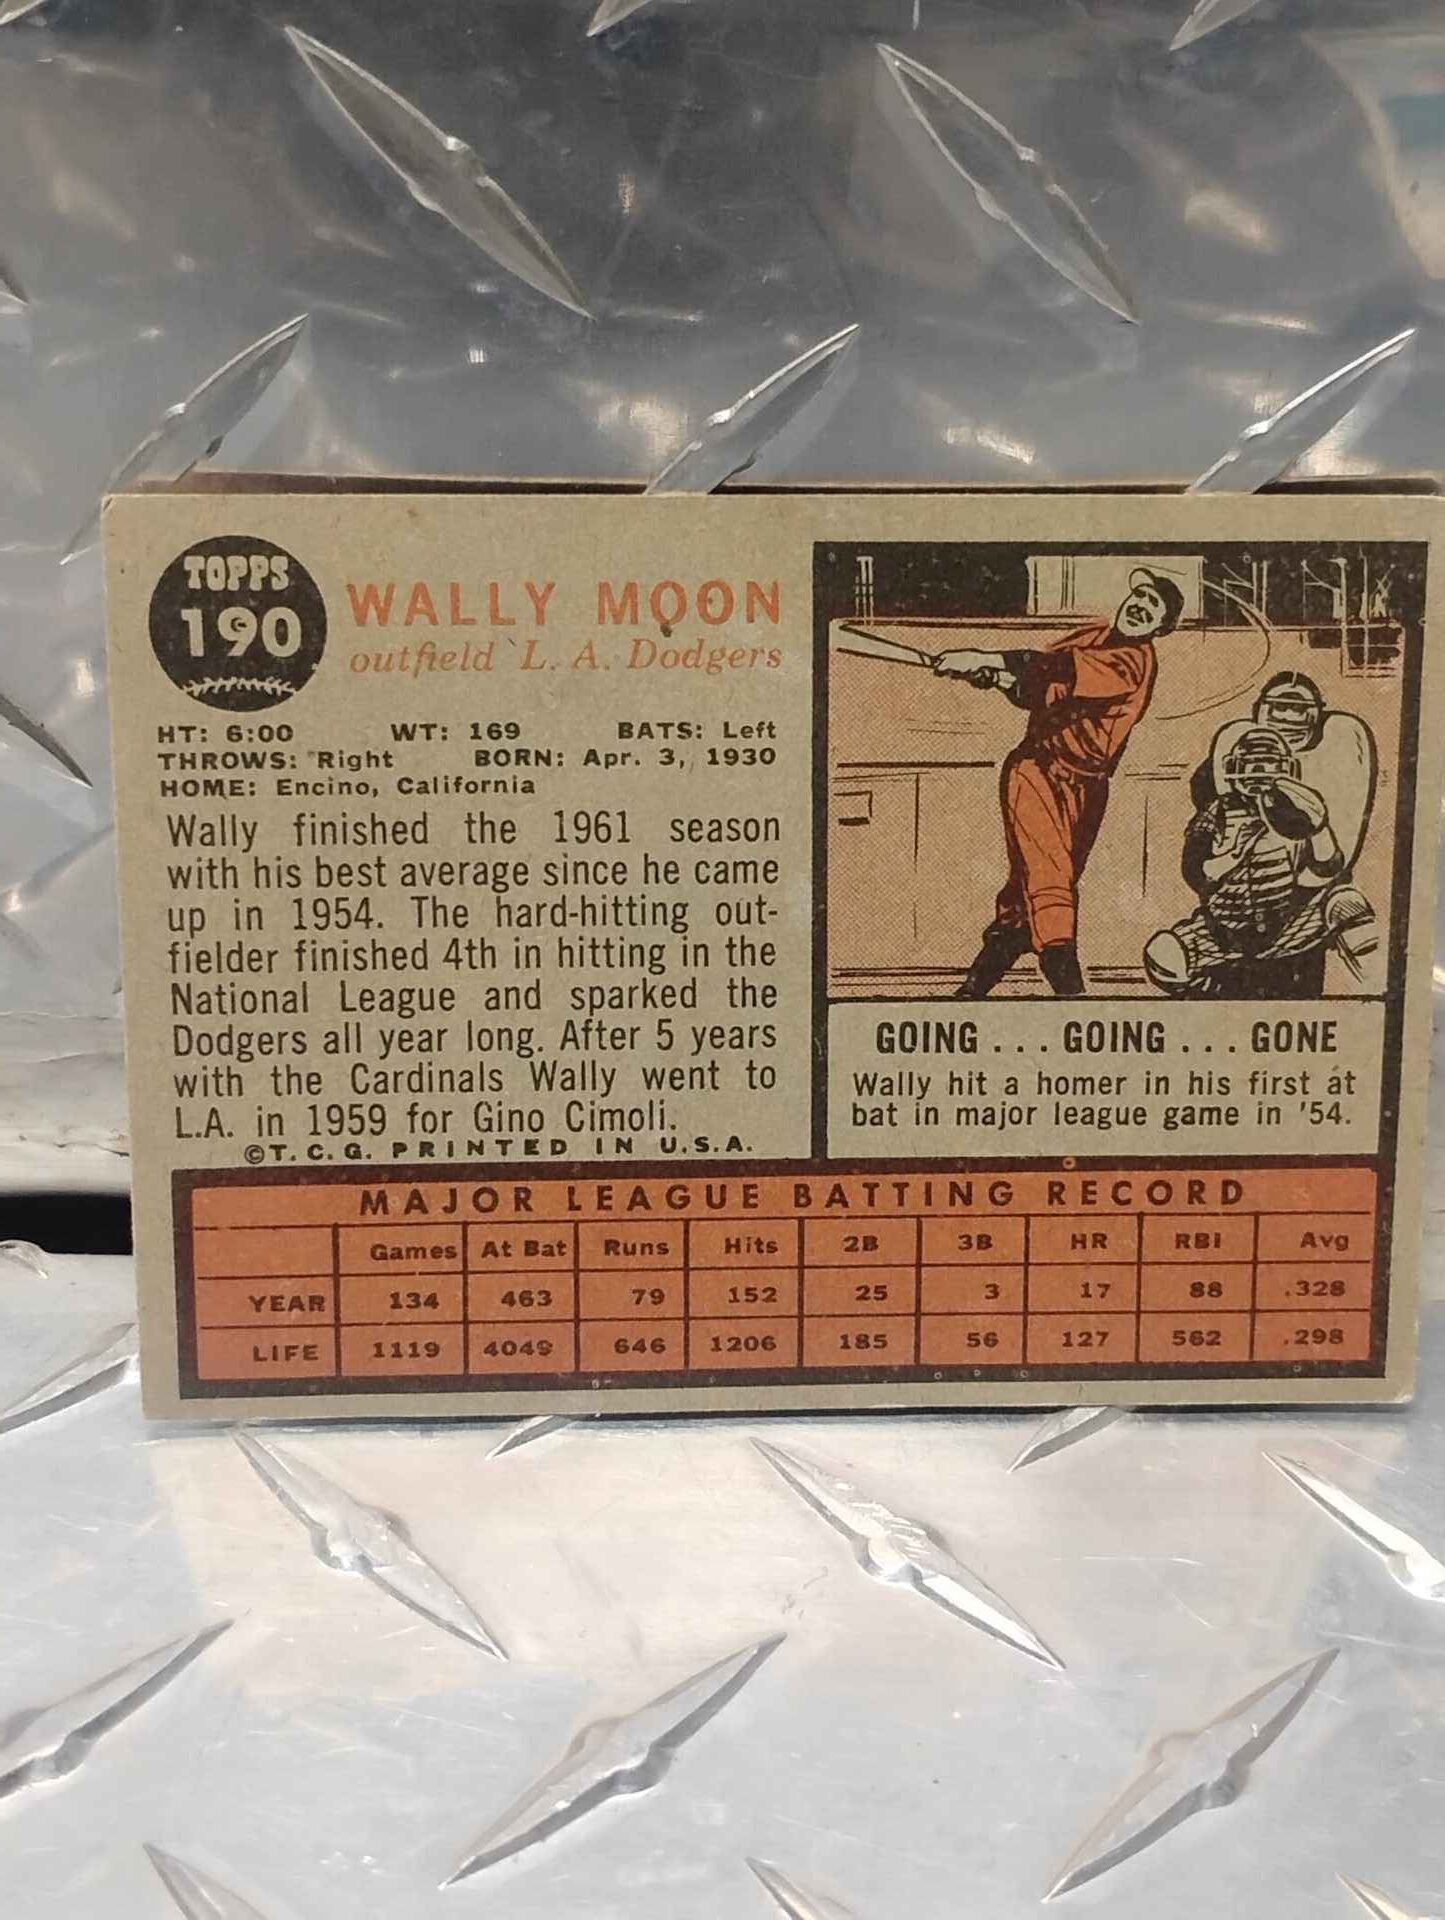 TOPPS
190
WALLY MOON
outfield L. A. Dodgers
HT: 6:00 WT: 169 BATS: Left
THROWS: Right BORN: Apr. 3, 1930
HOME: Encino, California
Wally finished the 1961 season
with his best average since he came
up in 1954. The hard-hitting out-
fielder finished 4th in hitting in the
National League and sparked the
Dodgers all year long. After 5 years
with the Cardinals Wally went to
L.A. in 1959 for Gino Cimoli.
©T. C. G. PRINTED IN U.S.A.
GOING . . . GOING . . . GONE
Wally hit a homer in his first at
bat in major league game in '54.
MAJOR LEAGUE BATTING RECORD
Games At Bat Runs Hits 2B 3B HR RBI Avg
YEAR 134 463 79 152 25 3 17 88 .328
LIFE 1119 4049 646 1206 185 56 127 562 .298